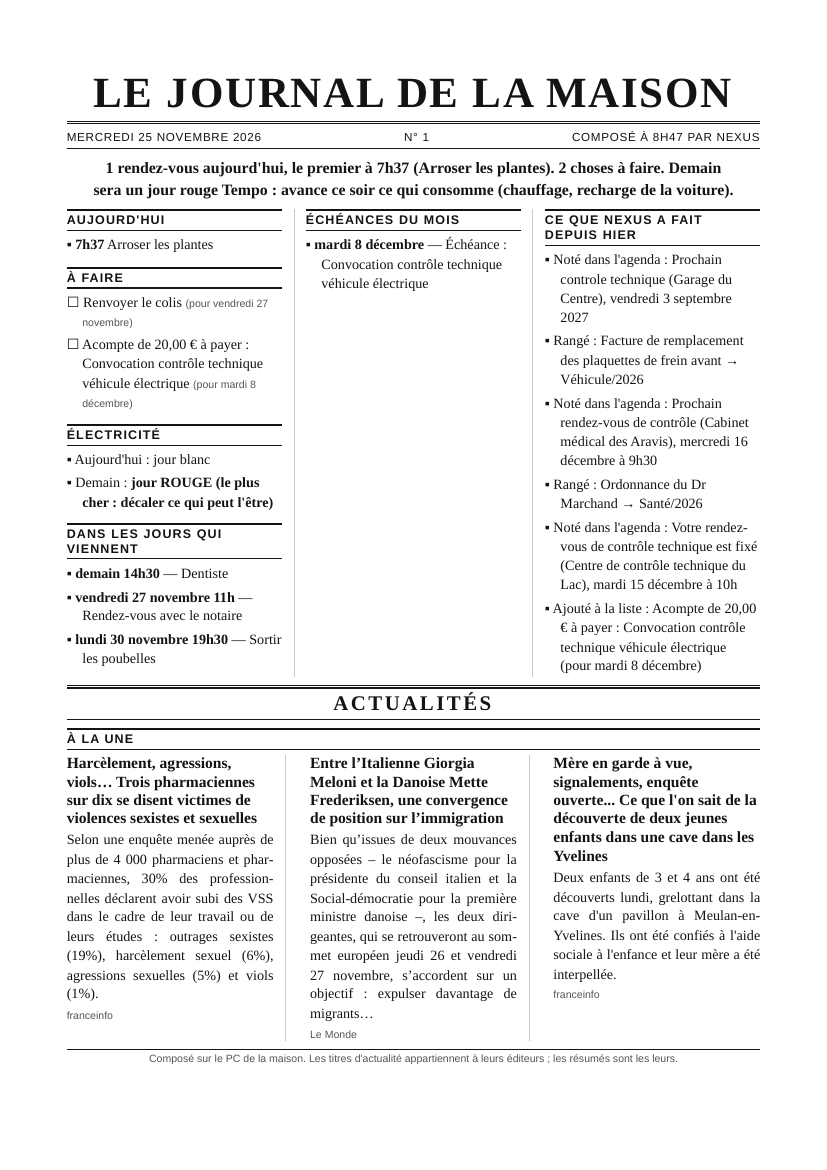 LE JOURNAL DE LA MAISON
MERCREDI 25 NOVEMBRE 2026
N° 1
COMPOSÉ À 8H47 PAR NEXUS
1 rendez-vous aujourd'hui, le premier à 7h37 (Arroser les plantes). 2 choses à faire. Demain
sera un jour rouge Tempo : avance ce soir ce qui consomme (chauffage, recharge de la voiture).
AUJOURD'HUI
▪ 7h37 Arroser les plantes
À FAIRE
☐ Renvoyer le colis (pour vendredi 27
novembre)
☐ Acompte de 20,00 € à payer :
Convocation contrôle technique
véhicule électrique (pour mardi 8
décembre)
ÉLECTRICITÉ
▪ Aujourd'hui : jour blanc
▪ Demain : jour ROUGE (le plus
cher : décaler ce qui peut l'être)
DANS LES JOURS QUI
VIENNENT
▪ demain 14h30 — Dentiste
▪ vendredi 27 novembre 11h —
Rendez-vous avec le notaire
▪ lundi 30 novembre 19h30 — Sortir
les poubelles
ÉCHÉANCES DU MOIS
▪ mardi 8 décembre — Échéance :
Convocation contrôle technique
véhicule électrique
CE QUE NEXUS A FAIT
DEPUIS HIER
▪ Noté dans l'agenda : Prochain
controle technique (Garage du
Centre), vendredi 3 septembre
2027
▪ Rangé : Facture de remplacement
des plaquettes de frein avant →
Véhicule/2026
▪ Noté dans l'agenda : Prochain
rendez-vous de contrôle (Cabinet
médical des Aravis), mercredi 16
décembre à 9h30
▪ Rangé : Ordonnance du Dr
Marchand → Santé/2026
▪ Noté dans l'agenda : Votre rendez-
vous de contrôle technique est fixé
(Centre de contrôle technique du
Lac), mardi 15 décembre à 10h
▪ Ajouté à la liste : Acompte de 20,00
€ à payer : Convocation contrôle
technique véhicule électrique
(pour mardi 8 décembre)
ACTUALITÉS
À LA UNE
Harcèlement, agressions,
viols… Trois pharmaciennes
sur dix se disent victimes de
violences sexistes et sexuelles
Selon une enquête menée auprès de
plus de 4 000 pharmaciens et phar-
maciennes, 30% des profession-
nelles déclarent avoir subi des VSS
dans le cadre de leur travail ou de
leurs études : outrages sexistes
(19%), harcèlement sexuel (6%),
agressions sexuelles (5%) et viols
(1%).
franceinfo
Entre l’Italienne Giorgia
Meloni et la Danoise Mette
Frederiksen, une convergence
de position sur l’immigration
Bien qu’issues de deux mouvances
opposées – le néofascisme pour la
présidente du conseil italien et la
Social-démocratie pour la première
ministre danoise –, les deux diri-
geantes, qui se retrouveront au som-
met européen jeudi 26 et vendredi
27 novembre, s’accordent sur un
objectif : expulser davantage de
migrants…
Le Monde
Mère en garde à vue,
signalements, enquête
ouverte... Ce que l'on sait de la
découverte de deux jeunes
enfants dans une cave dans les
Yvelines
Deux enfants de 3 et 4 ans ont été
découverts lundi, grelottant dans la
cave d'un pavillon à Meulan-en-
Yvelines. Ils ont été confiés à l'aide
sociale à l'enfance et leur mère a été
interpellée.
franceinfo
Composé sur le PC de la maison. Les titres d'actualité appartiennent à leurs éditeurs ; les résumés sont les leurs.